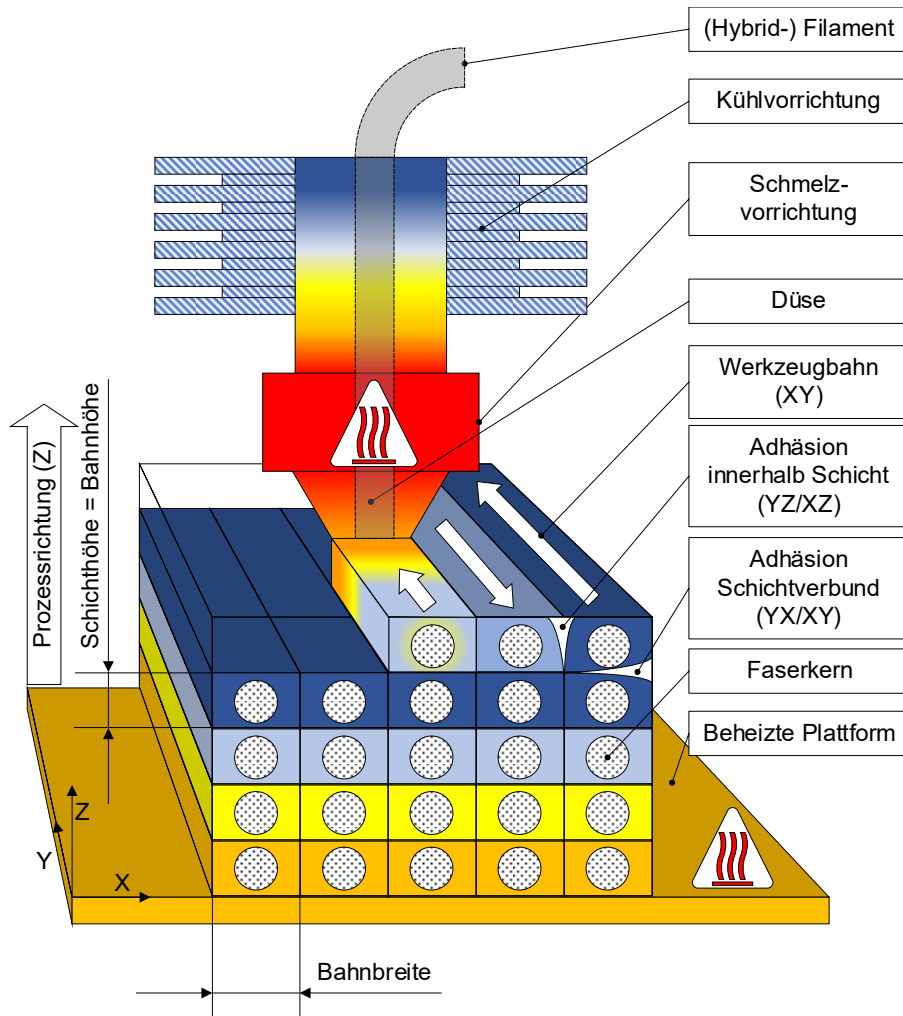 (Hybrid-) Filament
Kühlvorrichtung
Schmelz-
vorrichtung
Düse
Werkzeugbahn
(XY)
Adhäsion
innerhalb Schicht
(YZ/XZ)
Adhäsion
Schichtverbund
(YX/XY)
Faserkern
Beheizte Plattform
Prozessrichtung (Z)
Schichthöhe = Bahnhöhe
Z
Y
X
Bahnbreite